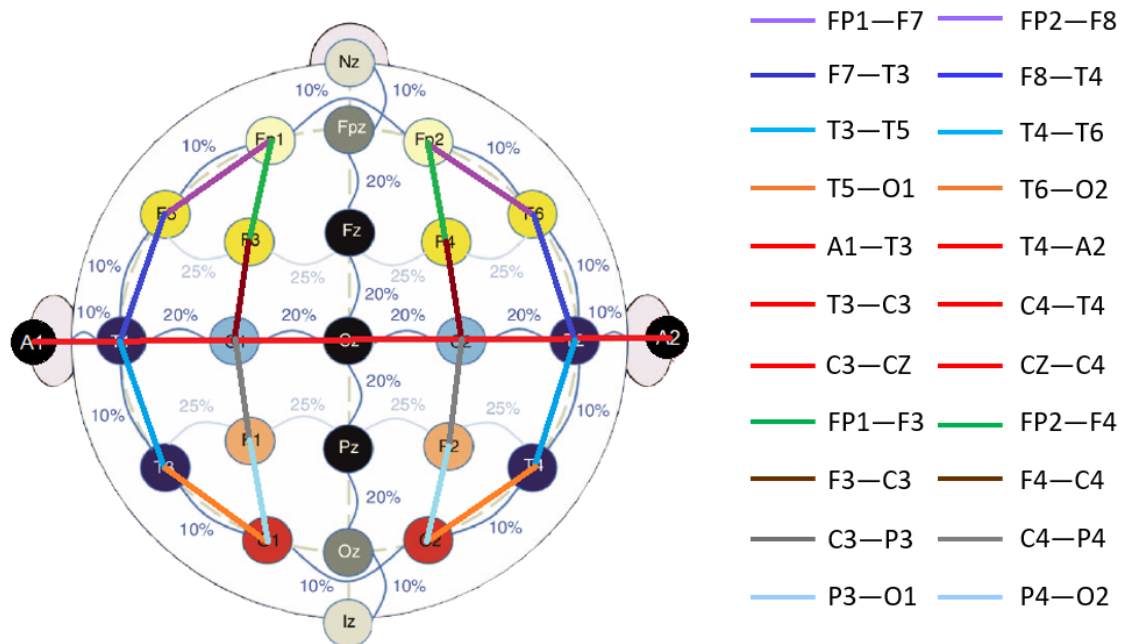 Nz
10% 10%
Fp1 Fpz Fp2
10% 10%
20%
F5 F6
F3 Fz F4
10% 25% 25% 25% 25% 10%
20%
10% 20% 20% 20% 20% 10%
A1 Cz A2
20%
10% 25% 25% 25% 25% 10%
P1 Pz P2
T3 T4
20%
10% 10%
O1 Oz O2
10% 10%
Iz
FP1—F7 FP2—F8
F7—T3 F8—T4
T3—T5 T4—T6
T5—O1 T6—O2
A1—T3 T4—A2
T3—C3 C4—T4
C3—CZ CZ—C4
FP1—F3 FP2—F4
F3—C3 F4—C4
C3—P3 C4—P4
P3—O1 P4—O2